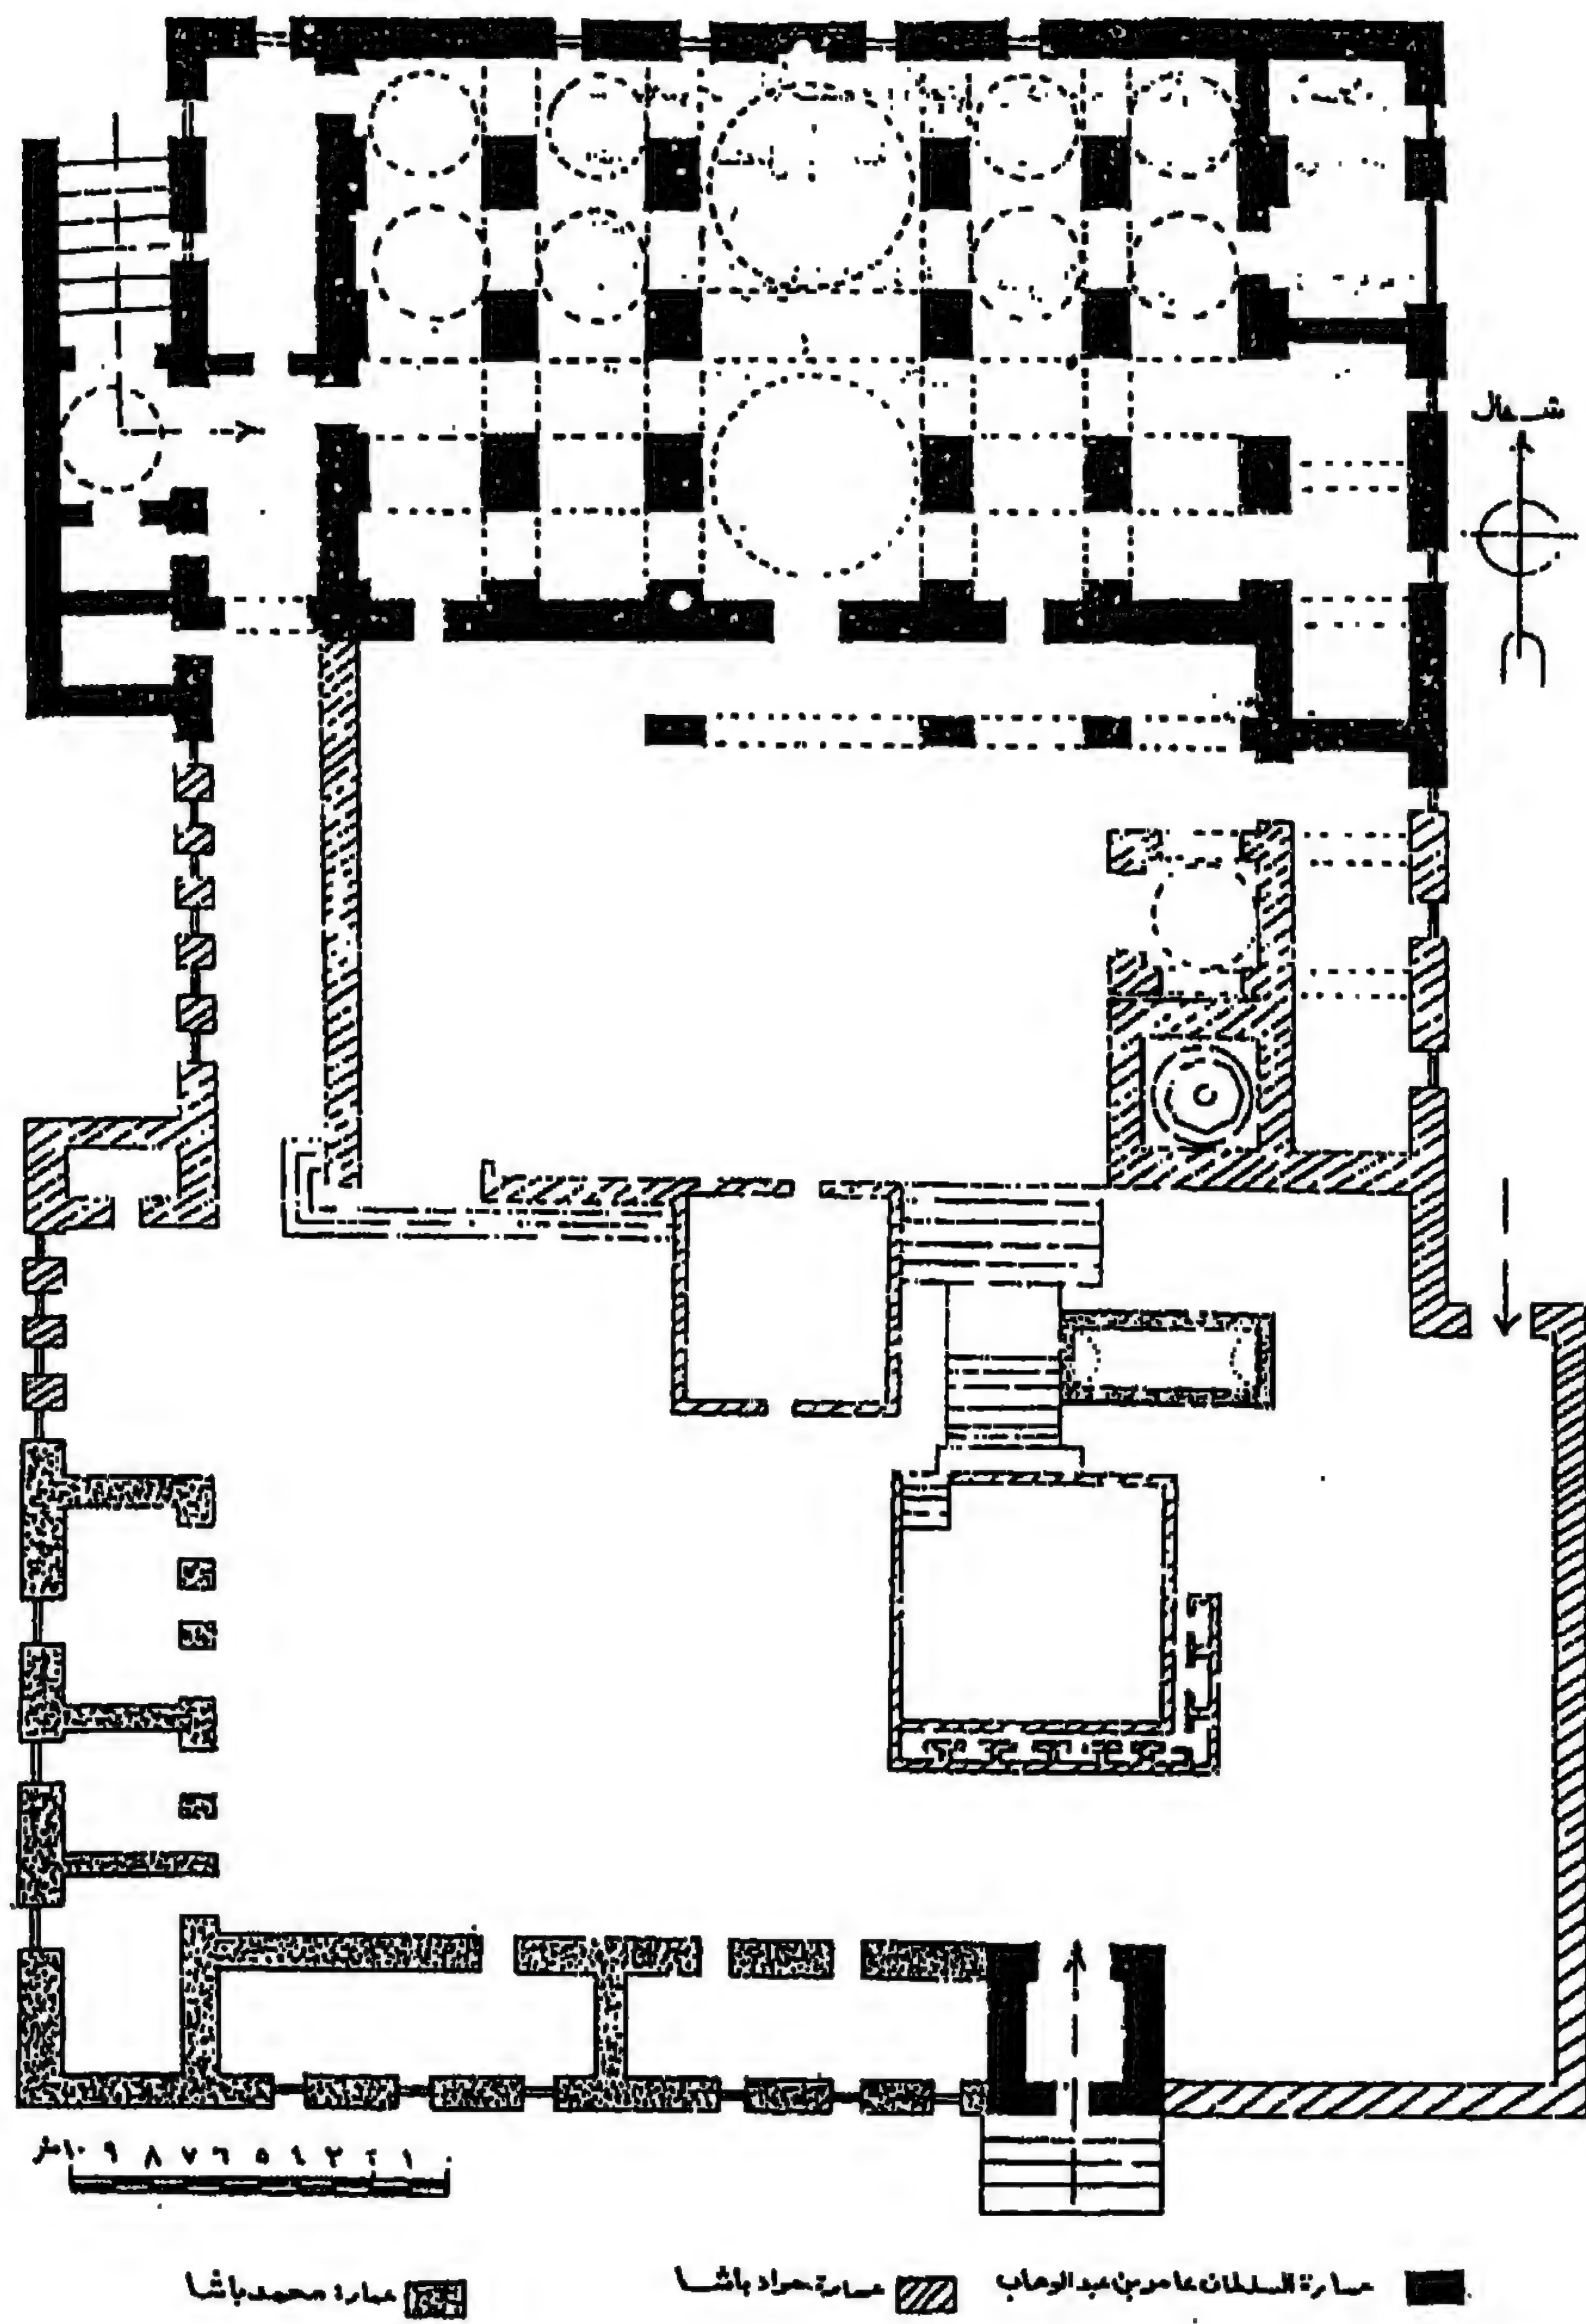 شمال
١٠ متر ٩ ٨ ٧ ٦ ٥ ٤ ٣ ٢ ١ ٠
عمارة السلطان عامر بن عبد الوهاب
عمارة مراد باشا
عمارة محمد باشا